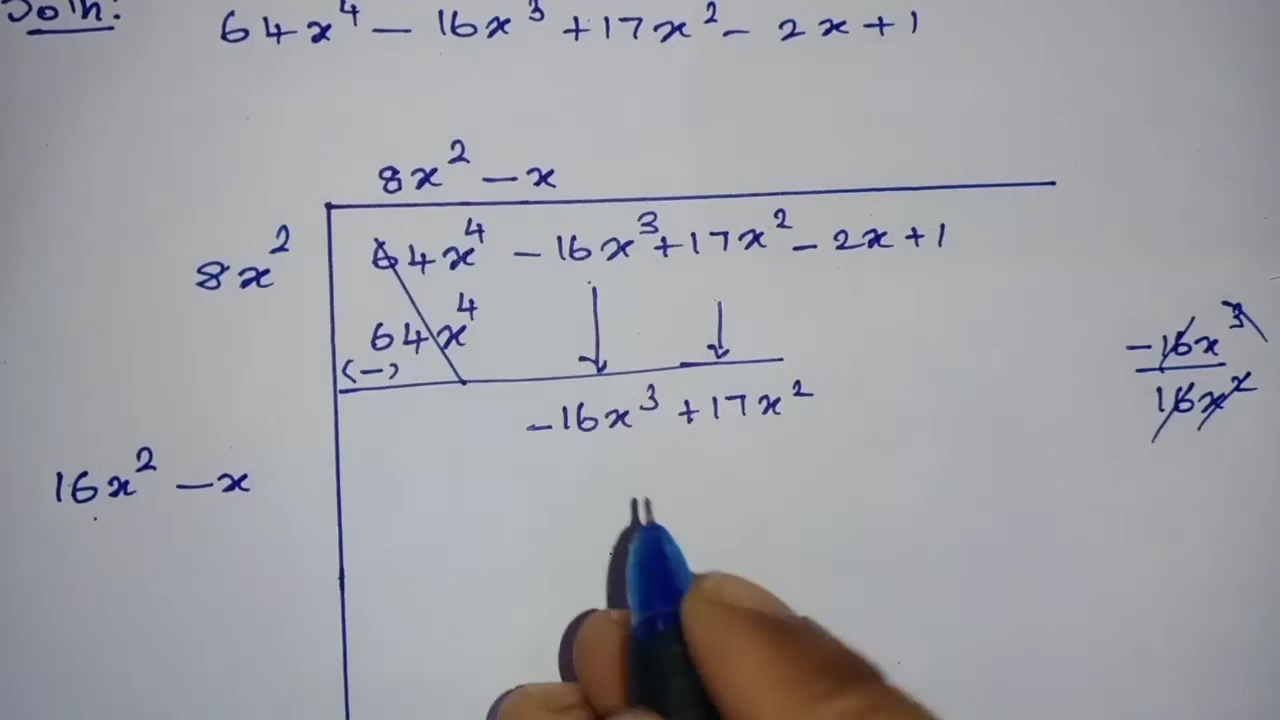 Soln:
64x⁴ - 16x³ + 17x² - 2x + 1
8x² - x
8x²
64x⁴ - 16x³ + 17x² - 2x + 1
64x⁴
(-)
-16x³
16x²
-16x³ + 17x²
16x² - x